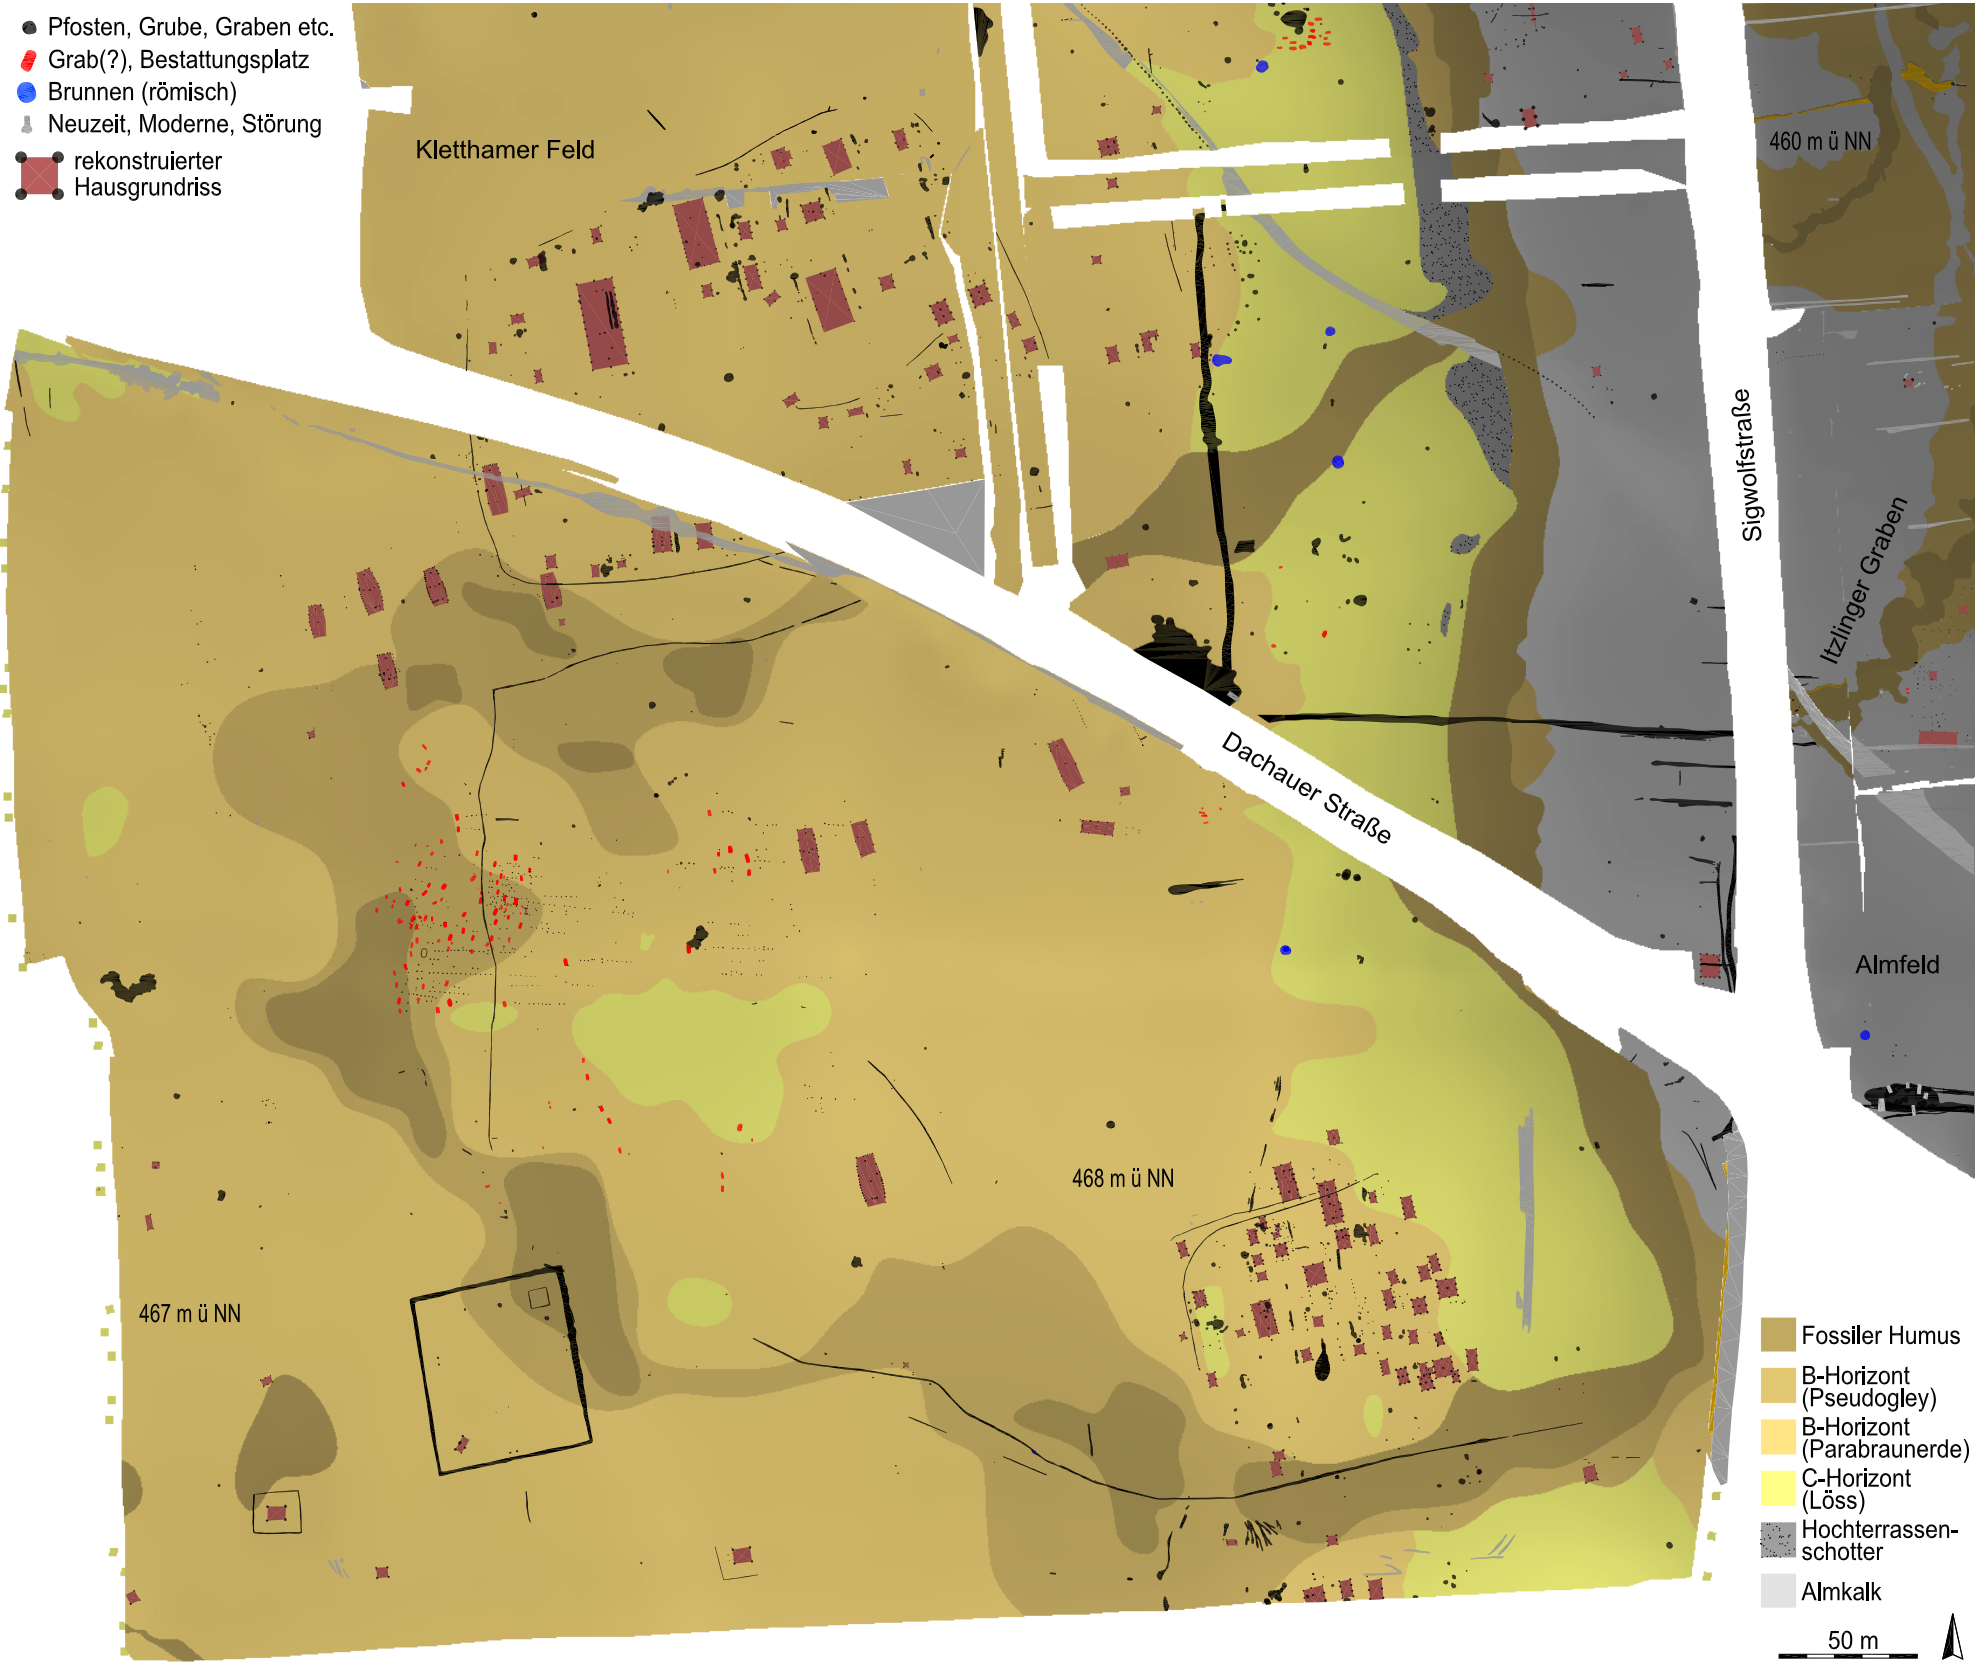 Pfosten, Grube, Graben etc.
Grab(?), Bestattungsplatz
Brunnen (römisch)
Neuzeit, Moderne, Störung
rekonstruierter
Hausgrundriss
Kletthamer Feld
460 m ü NN
Sigwolfstraße
Itzlinger Graben
Dachauer Straße
Almfeld
468 m ü NN
467 m ü NN
Fossiler Humus
B-Horizont
(Pseudogley)
B-Horizont
(Parabraunerde)
C-Horizont
(Löss)
Hochterrassen-
schotter
Almkalk
50 m